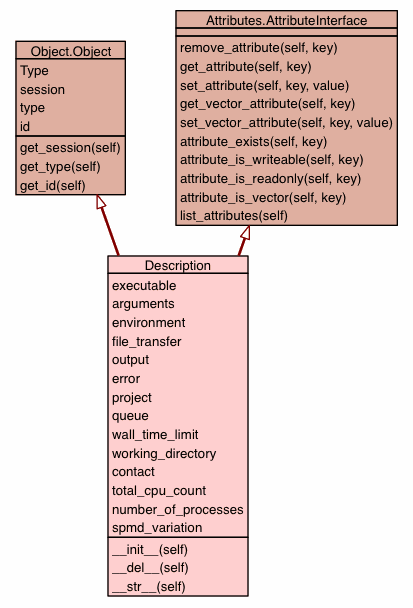 Object.Object
Type
session
type
id
get_session(self)
get_type(self)
get_id(self)
Attributes.AttributeInterface
remove_attribute(self, key)
get_attribute(self, key)
set_attribute(self, key, value)
get_vector_attribute(self, key)
set_vector_attribute(self, key, value)
attribute_exists(self, key)
attribute_is_writeable(self, key)
attribute_is_readonly(self, key)
attribute_is_vector(self, key)
list_attributes(self)
Description
executable
arguments
environment
file_transfer
output
error
project
queue
wall_time_limit
working_directory
contact
total_cpu_count
number_of_processes
spmd_variation
__init__(self)
__del__(self)
__str__(self)